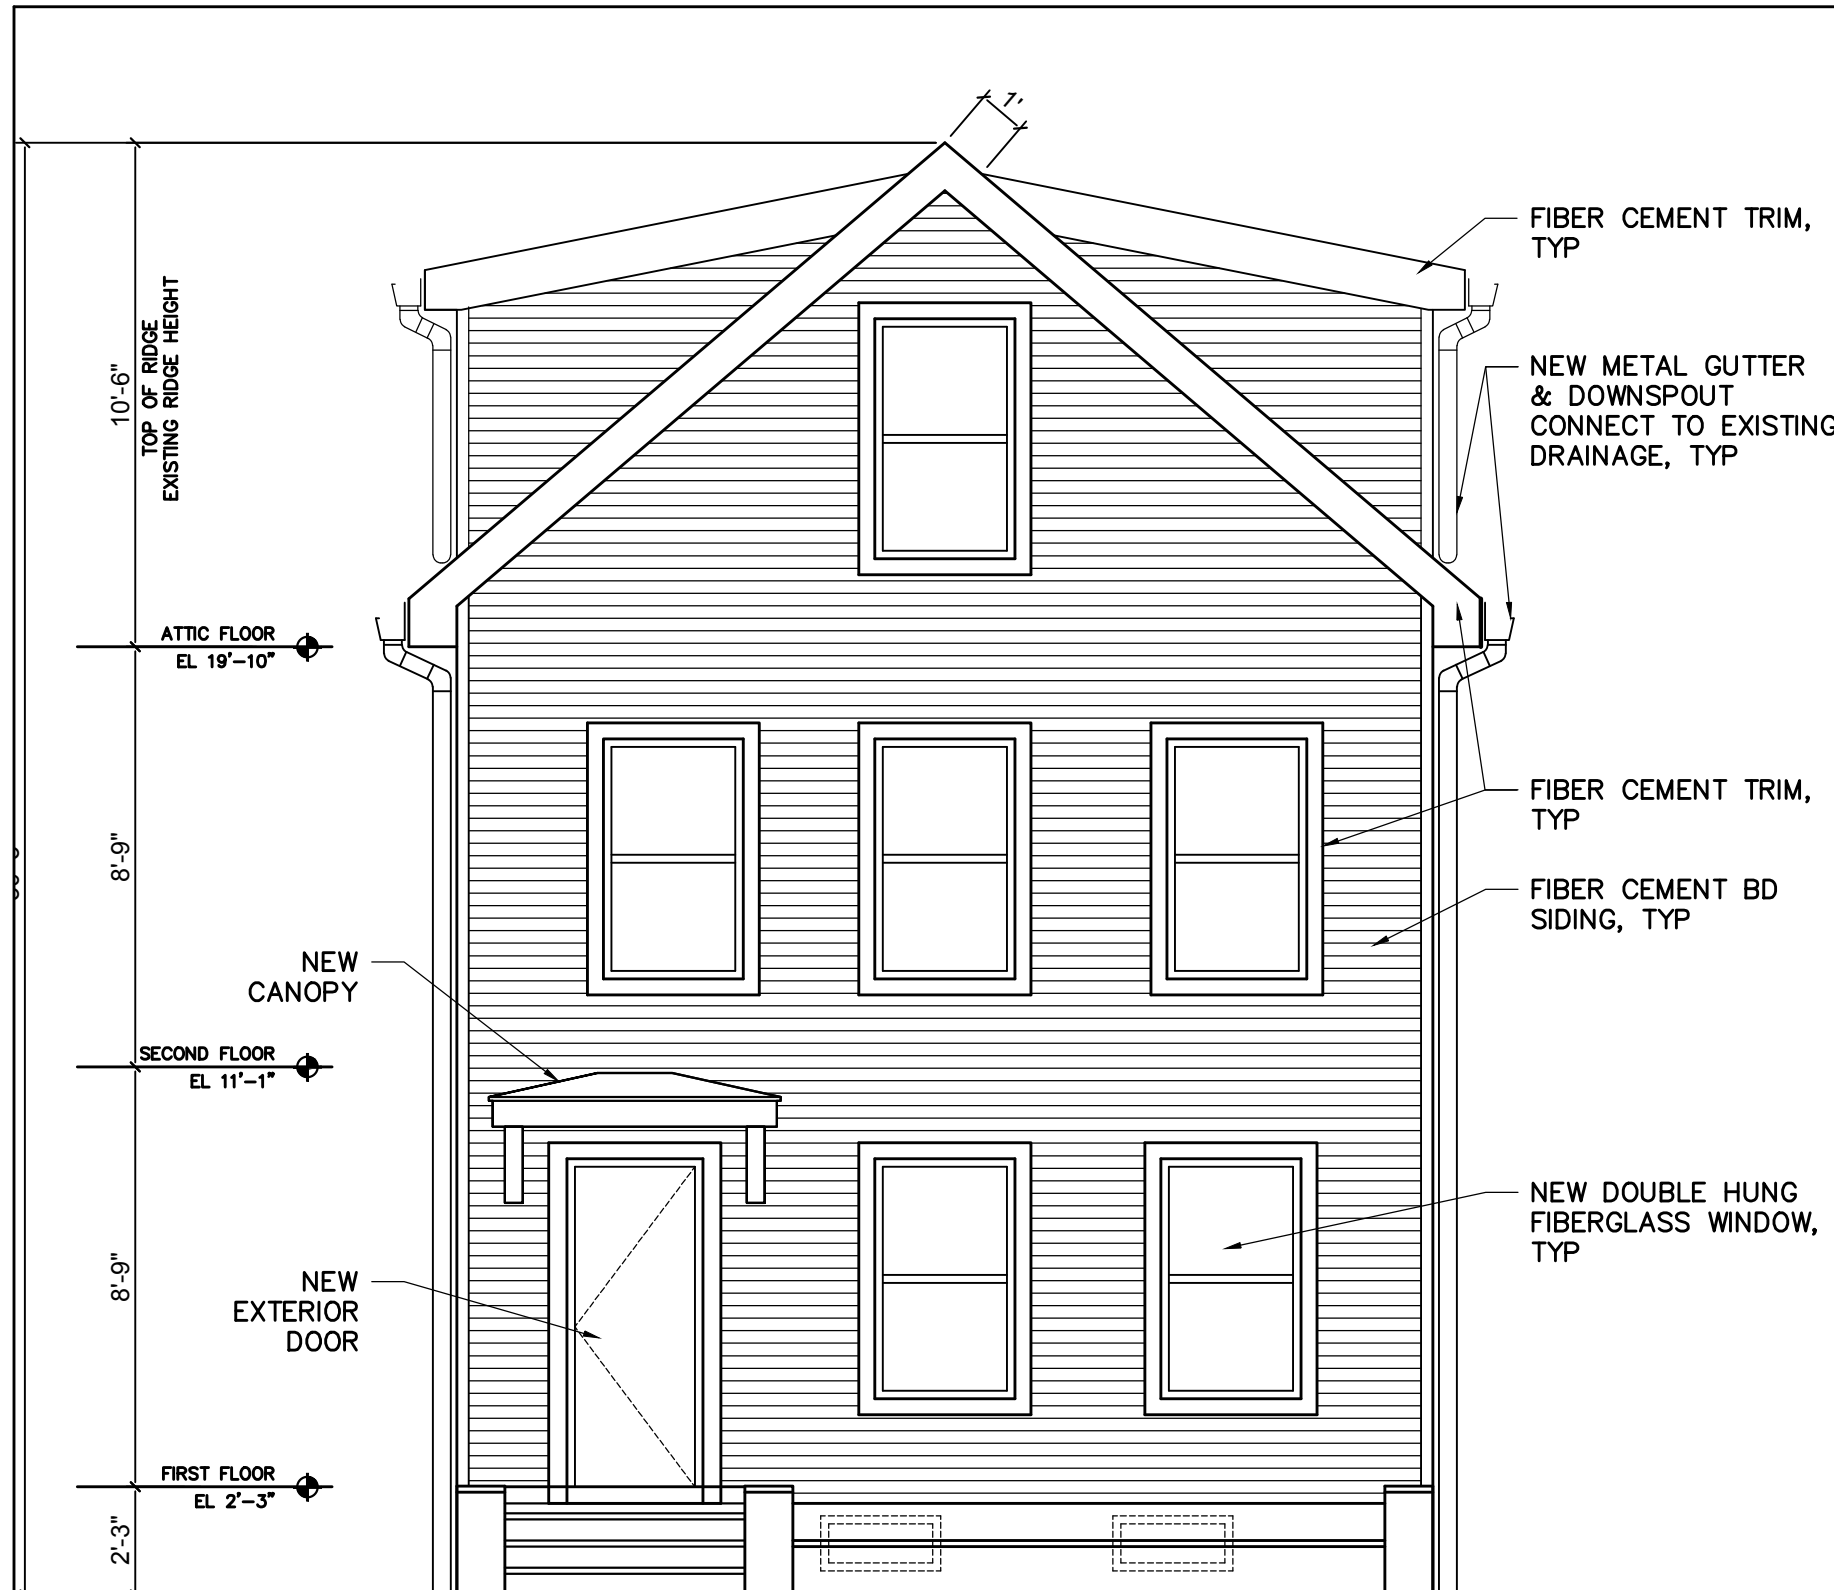 1'
FIBER CEMENT TRIM,
TYP
10'-6"
TOP OF RIDGE
EXISTING RIDGE HEIGHT
NEW METAL GUTTER
& DOWNSPOUT
CONNECT TO EXISTING
DRAINAGE, TYP
ATTIC FLOOR
EL 19'-10"
8'-9"
FIBER CEMENT TRIM,
TYP
FIBER CEMENT BD
SIDING, TYP
NEW
CANOPY
SECOND FLOOR
EL 11'-1"
8'-9"
NEW DOUBLE HUNG
FIBERGLASS WINDOW,
TYP
NEW
EXTERIOR
DOOR
FIRST FLOOR
EL 2'-3"
2'-3"